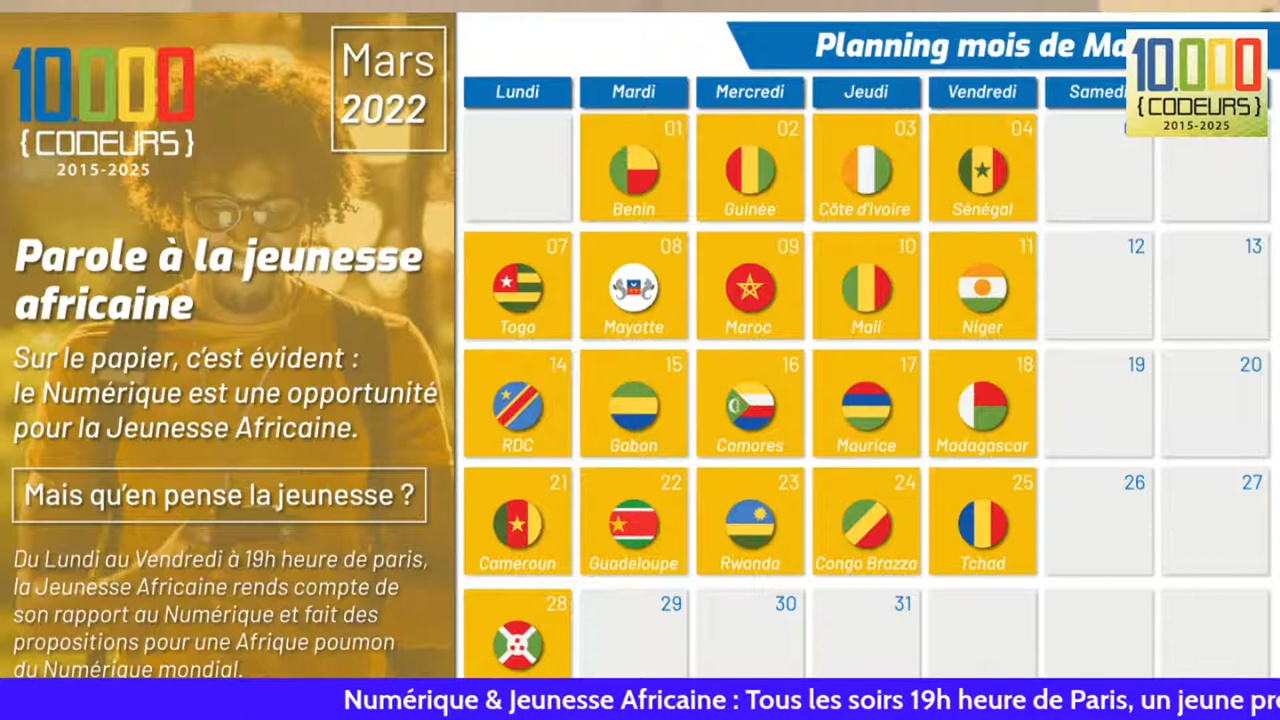 10.000
{CODEURS}
2015-2025
Mars
2022
Parole à la jeunesse
africaine
Sur le papier, c'est évident :
le Numérique est une opportunité
pour la Jeunesse Africaine.
Mais qu'en pense la jeunesse ?
Du Lundi au Vendredi à 19h heure de paris,
la Jeunesse Africaine rends compte de
son rapport au Numérique et fait des
propositions pour une Afrique poumon
du Numérique mondial.
Planning mois de
10.000
{CODEURS}
2015-2025
Lundi Mardi Mercredi Jeudi Vendredi Samedi
01 02 03 04
Benin Guinée Côte d'ivoire Sénégal
07 08 09 10 11 12 13
Togo Mayotte Maroc Mali Niger
14 15 16 17 18 19 20
RDC Gabon Comores Maurice Madagascar
21 22 23 24 25 26 27
Cameroun Guadeloupe Rwanda Congo Brazza Tchad
28 29 30 31
Numérique & Jeunesse Africaine : Tous les soirs 19h heure de Paris, un jeune